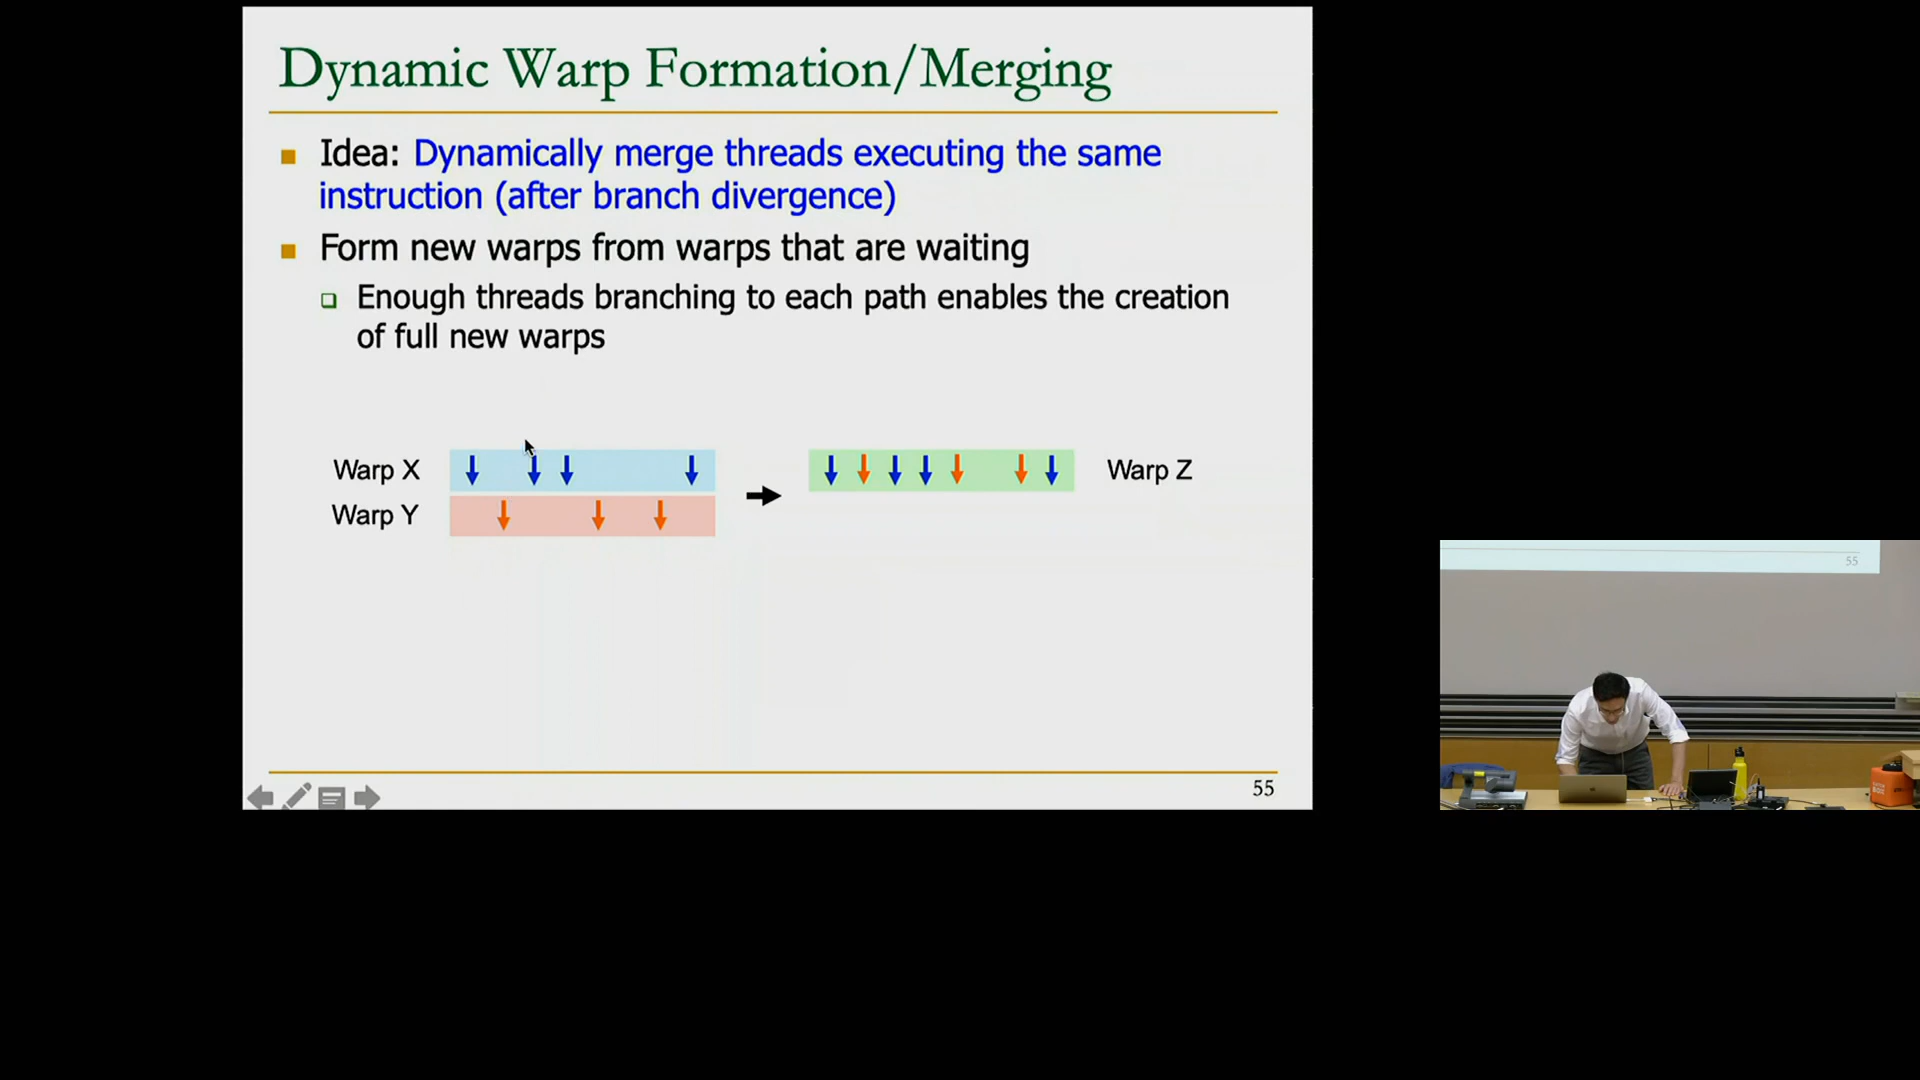 Dynamic Warp Formation/Merging
Idea: Dynamically merge threads executing the same
instruction (after branch divergence)
Form new warps from warps that are waiting
Enough threads branching to each path enables the creation
of full new warps
Warp X
Warp Y
Warp Z
55
55